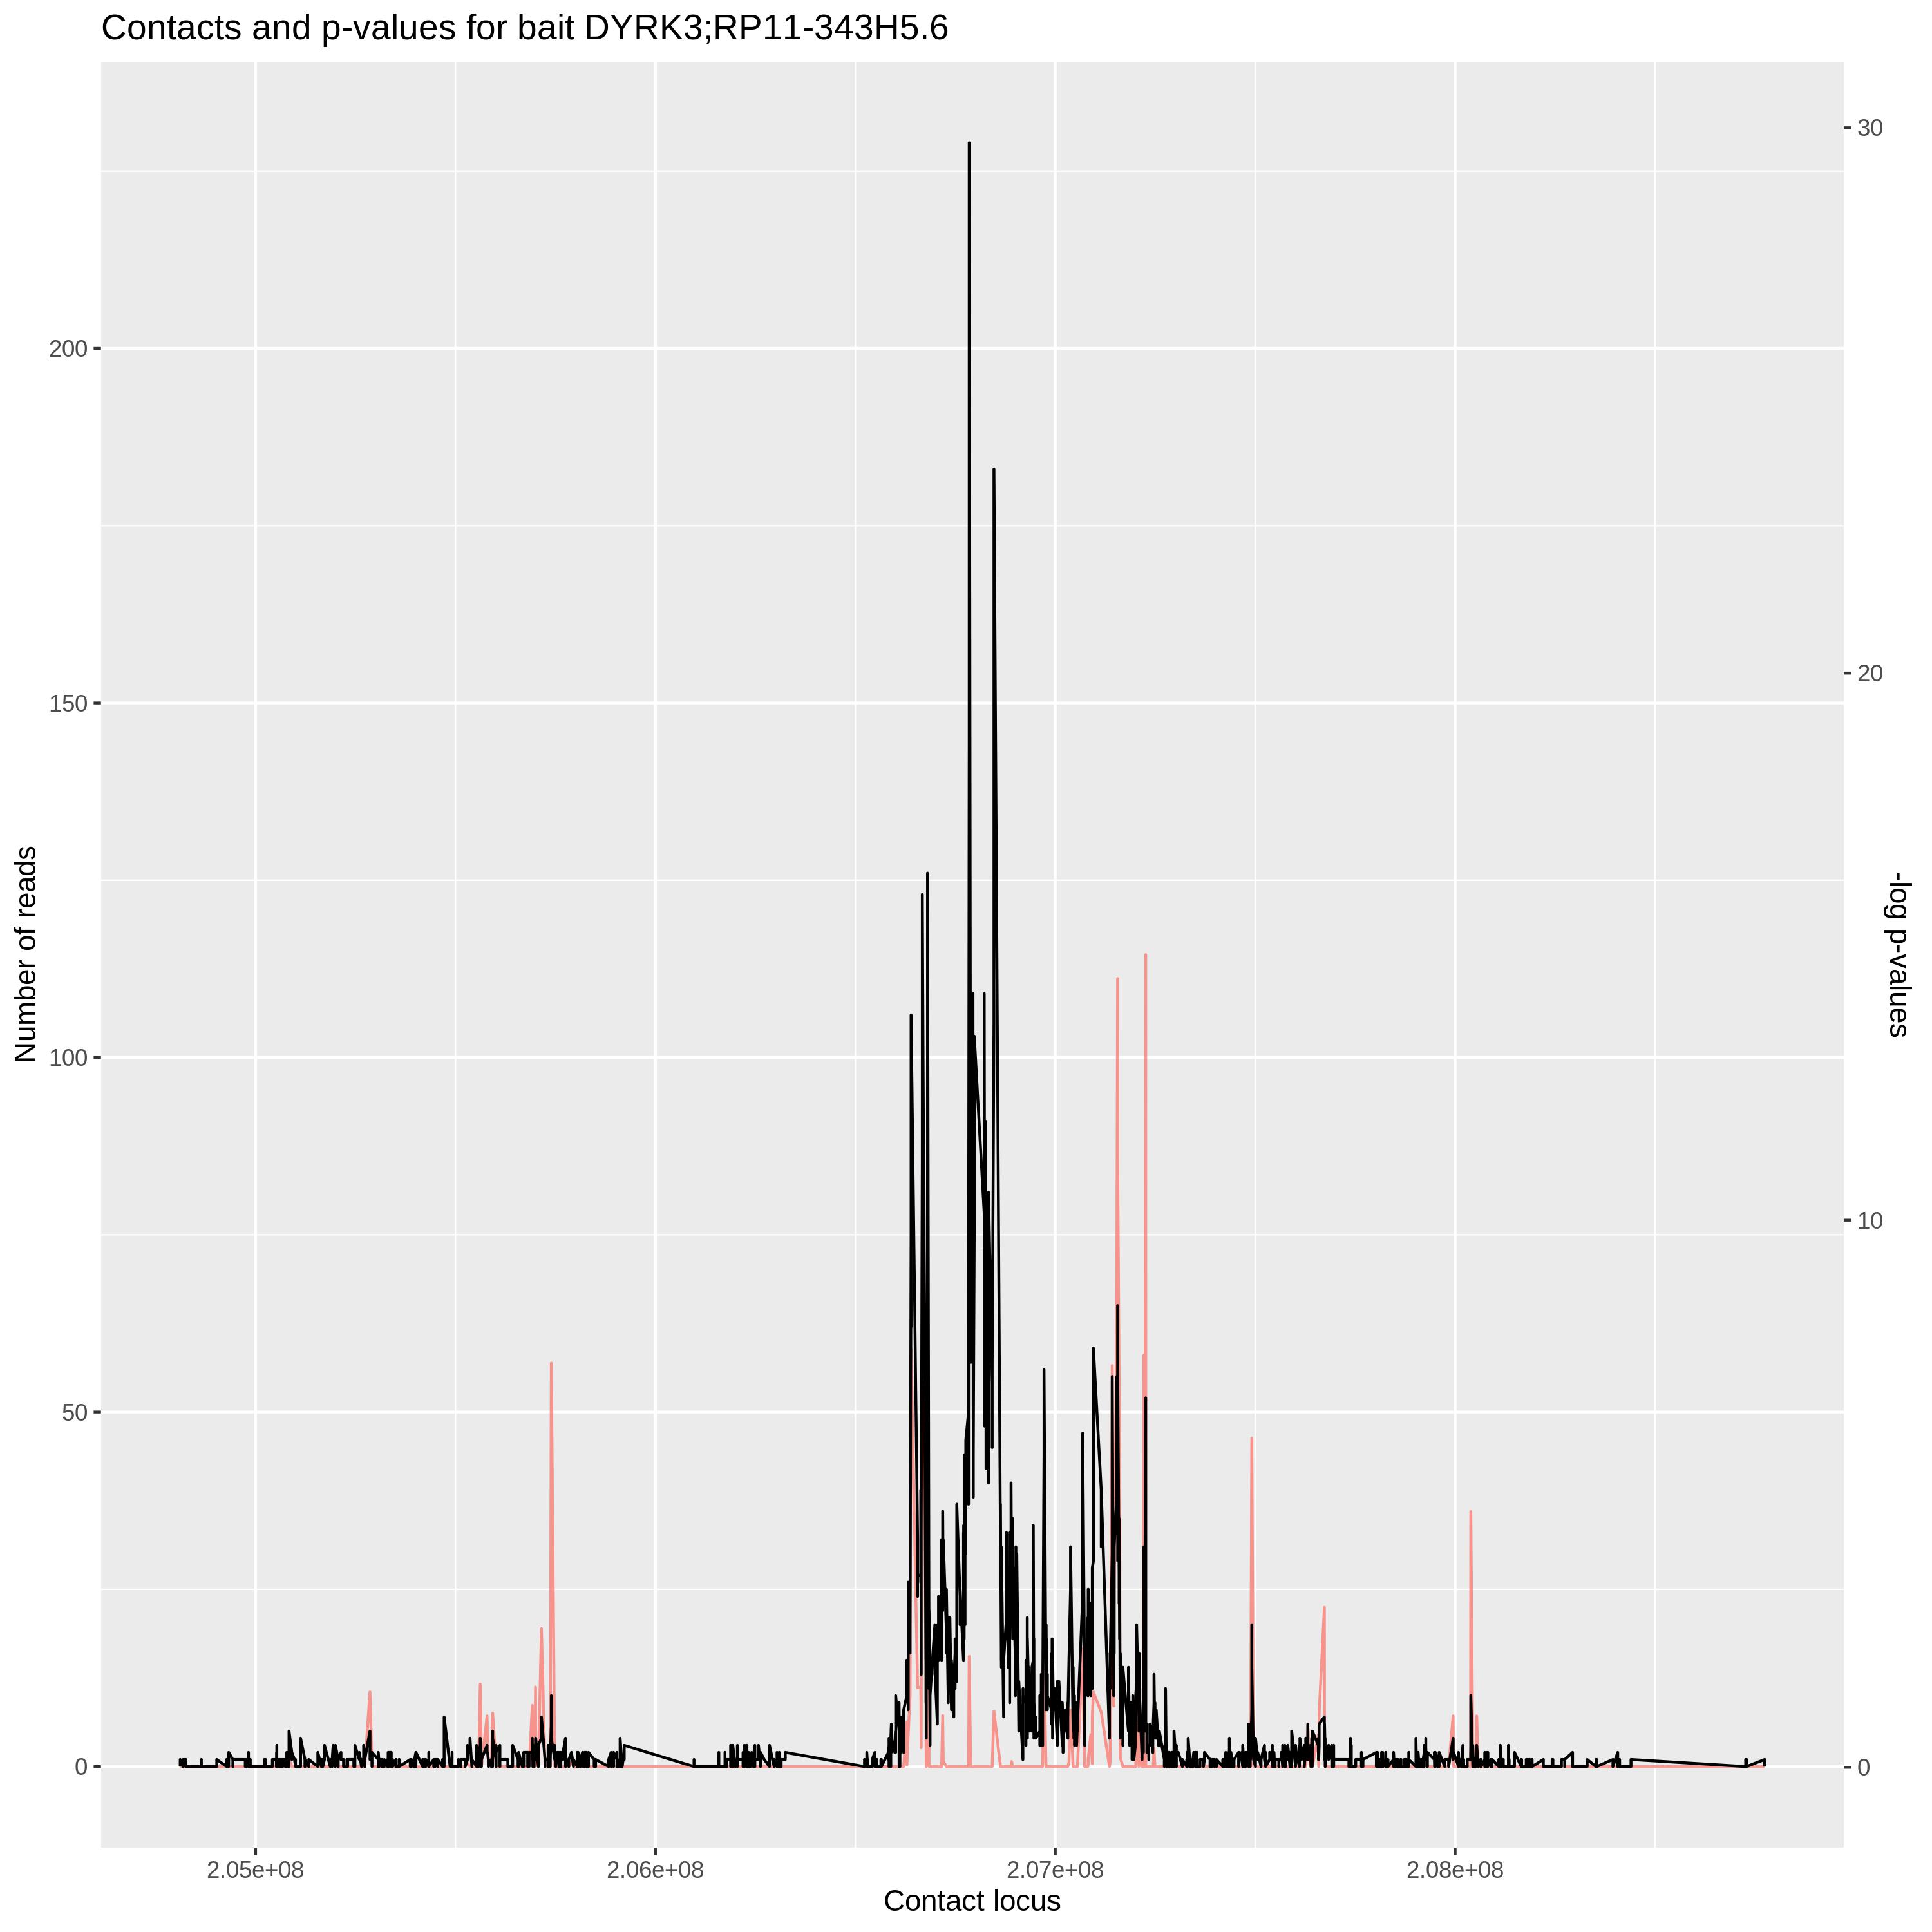 Contacts and p-values for bait DYRK3;RP11-343H5.6
Number of reads
200
150
100
50
0
30
20
10
0
-log p-values
2.05e+08
2.06e+08
2.07e+08
2.08e+08
Contact locus